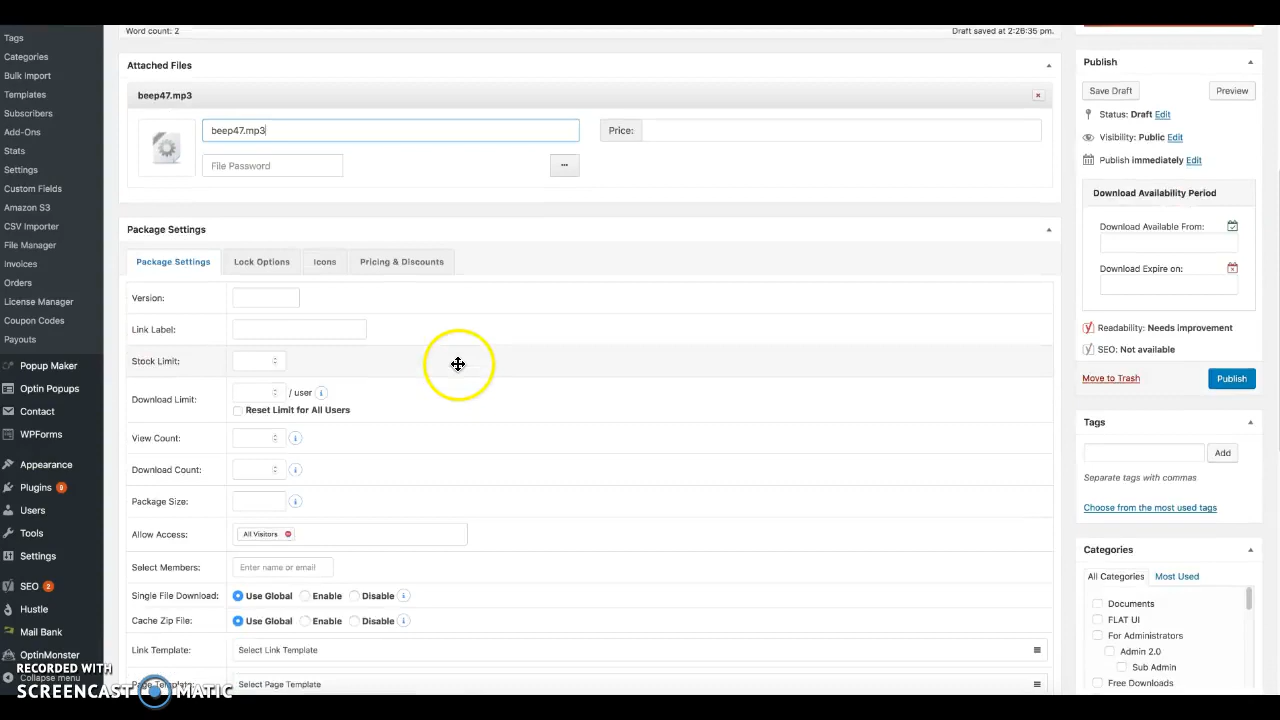 Tags
Categories
Bulk Import
Templates
Subscribers
Add-Ons
Stats
Settings
Custom Fields
Amazon S3
CSV Importer
File Manager
Invoices
Orders
License Manager
Coupon Codes
Payouts
Popup Maker
Optin Popups
Contact
WPForms
Appearance
Plugins 9
Users
Tools
Settings
SEO 2
Hustle
Mail Bank
OptinMonster
Collapse menu
Word count: 2
Draft saved at 2:26:35 pm.
Attached Files
beep47.mp3
beep47.mp3
Price:
File Password
Package Settings
Package Settings Lock Options Icons Pricing & Discounts
Version:
Link Label:
Stock Limit:
Download Limit: / user
Reset Limit for All Users
View Count:
Download Count:
Package Size:
Allow Access: All Visitors
Select Members: Enter name or email
Single File Download: Use Global Enable Disable
Cache Zip File: Use Global Enable Disable
Link Template: Select Link Template
Page Template: Select Page Template
Publish
Save Draft Preview
Status: Draft Edit
Visibility: Public Edit
Publish immediately Edit
Download Availability Period
Download Available From:
Download Expire on:
Readability: Needs improvement
SEO: Not available
Move to Trash Publish
Tags
Add
Separate tags with commas
Choose from the most used tags
Categories
All Categories Most Used
Documents
FLAT UI
For Administrators
Admin 2.0
Sub Admin
Free Downloads
RECORDED WITH
SCREENCAST MATIC